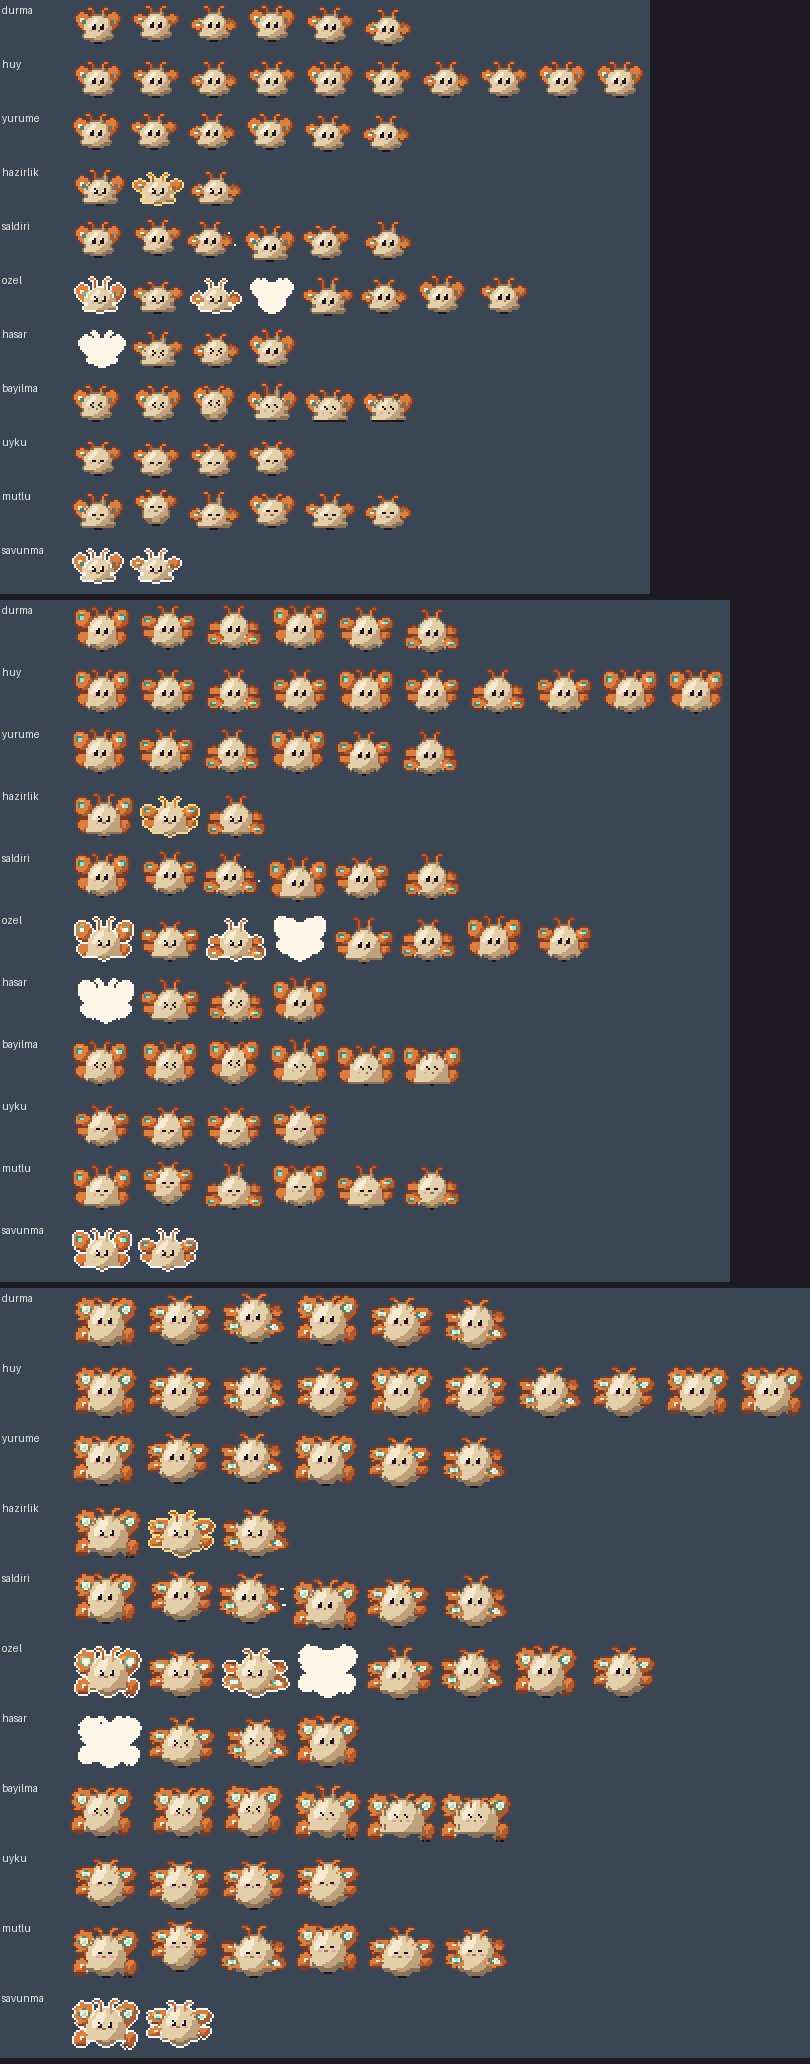 durma
huy
yurume
hazirlik
saldiri
ozel
hasar
bayilma
uyku
mutlu
savunma
durma
huy
yurume
hazirlik
saldiri
ozel
hasar
bayilma
uyku
mutlu
savunma
durma
huy
yurume
hazirlik
saldiri
ozel
hasar
bayilma
uyku
mutlu
savunma